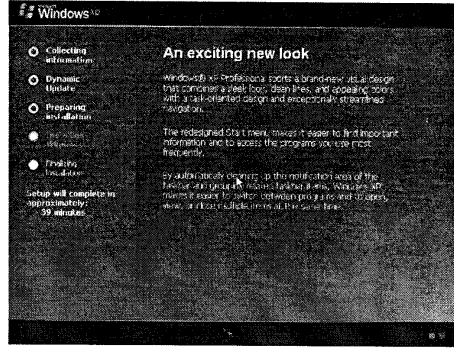 Microsoft
Windows xp
Collecting
information
Dynamic
Update
Preparing
installation
Installing
Windows
Finalizing
installation
Setup will complete in
approximately:
39 minutes
An exciting new look
Windows® XP Professional sports a brand-new visual design
that combines a sleek look, clean lines, and appealing colors
with a task-oriented design and exceptionally streamlined
navigation.
The redesigned Start menu makes it easier to find important
information and to access the programs you use most
frequently.
By automatically cleaning up the notification area of the
taskbar and grouping related taskbar items, Windows XP
makes it easier to switch between programs and to open,
view, or close multiple items at the same time.